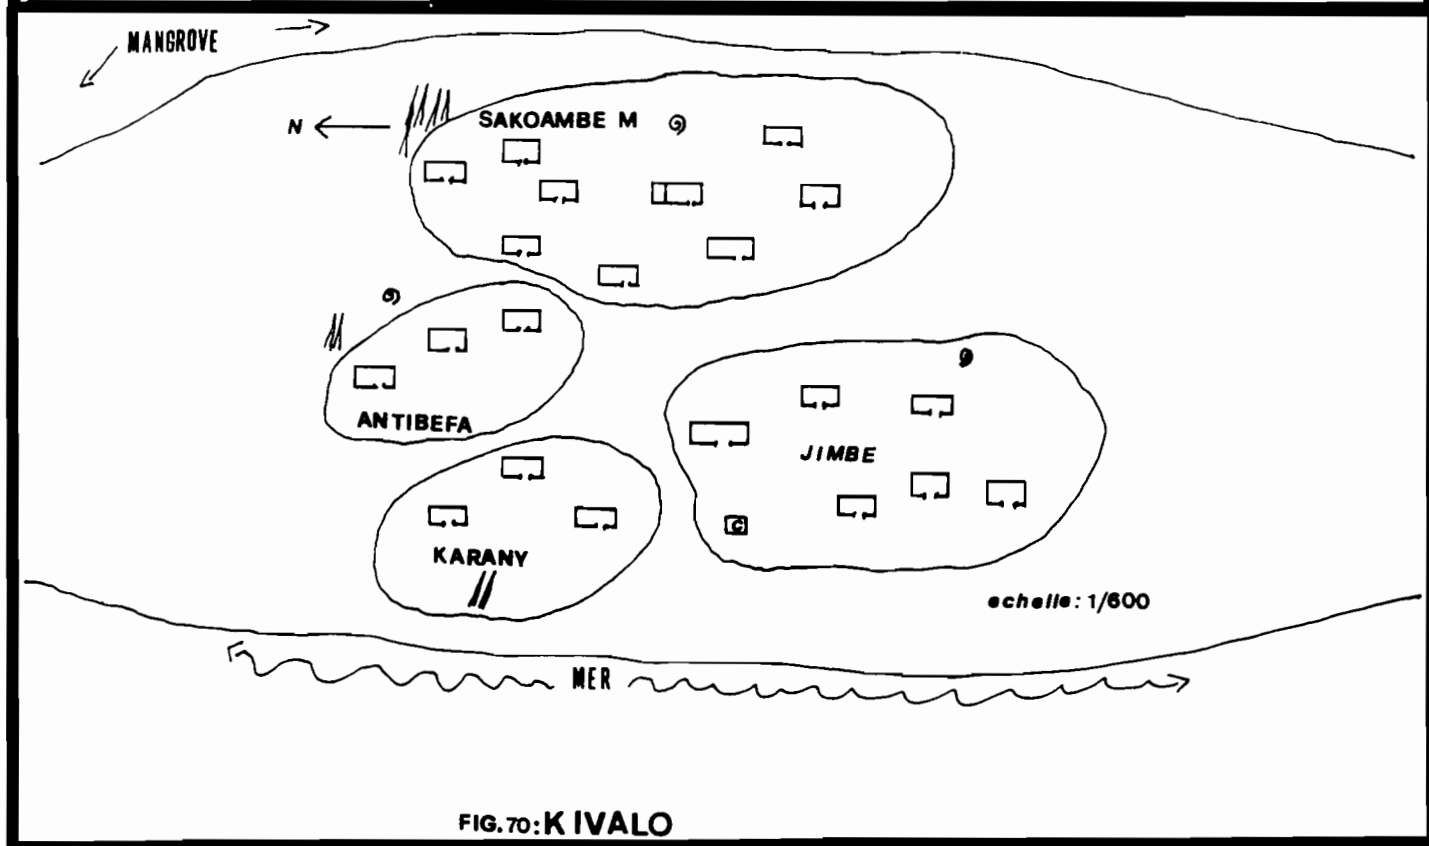 MANGROVE
N
SAKOAMBE M
ANTIBEFA
JIMBE
C
KARANY
echelle: 1/600
MER
FIG.70: KIVALO